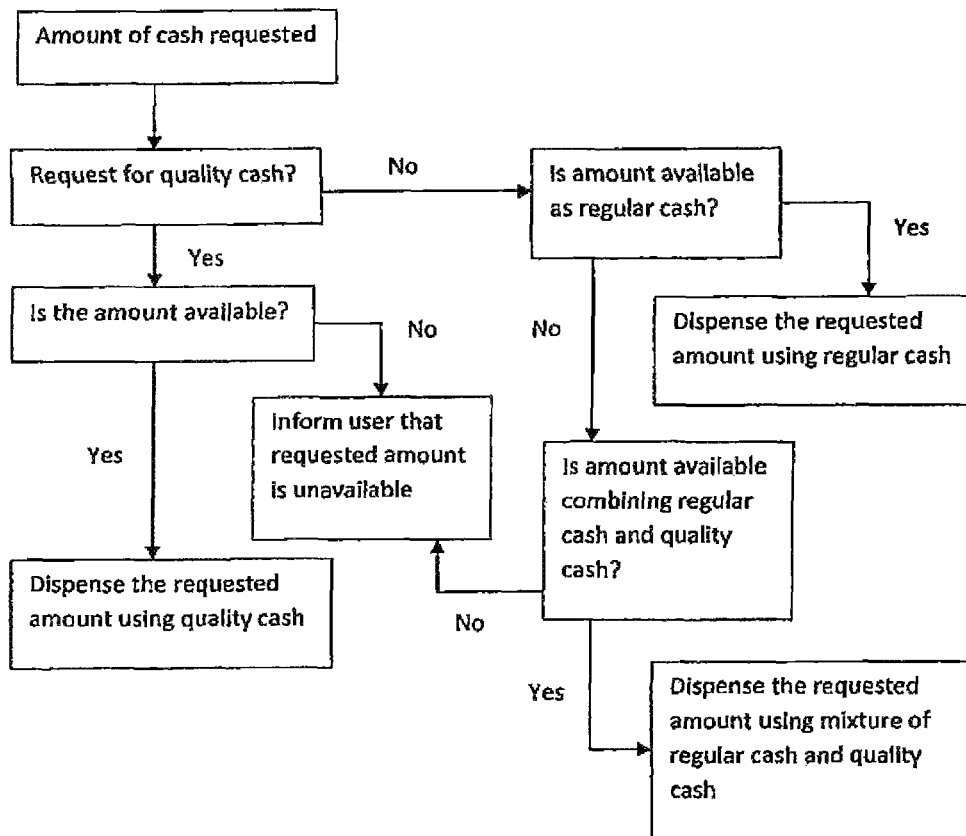 Amount of cash requested
Request for quality cash?
No
Is amount available
as regular cash?
Yes
Yes
Is the amount available?
No
No
Dispense the requested
amount using regular cash
Inform user that
requested amount
is unavailable
Yes
Is amount available
combining regular
cash and quality
cash?
Dispense the requested
amount using quality cash
No
Yes
Dispense the requested
amount using mixture of
regular cash and quality
cash